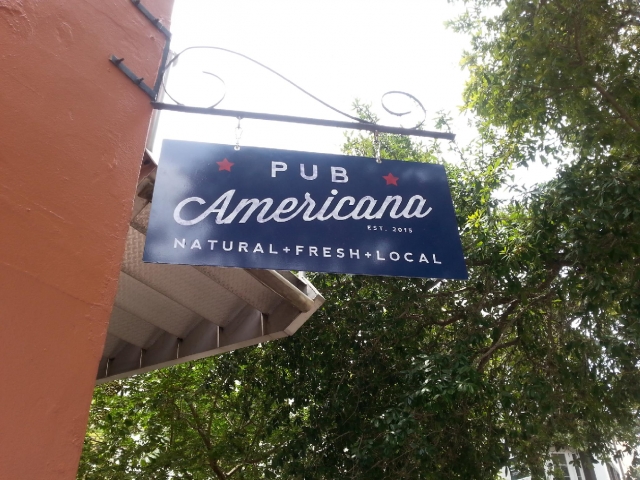 PUB
Americana
EST. 2015
NATURAL+FRESH+LOCAL